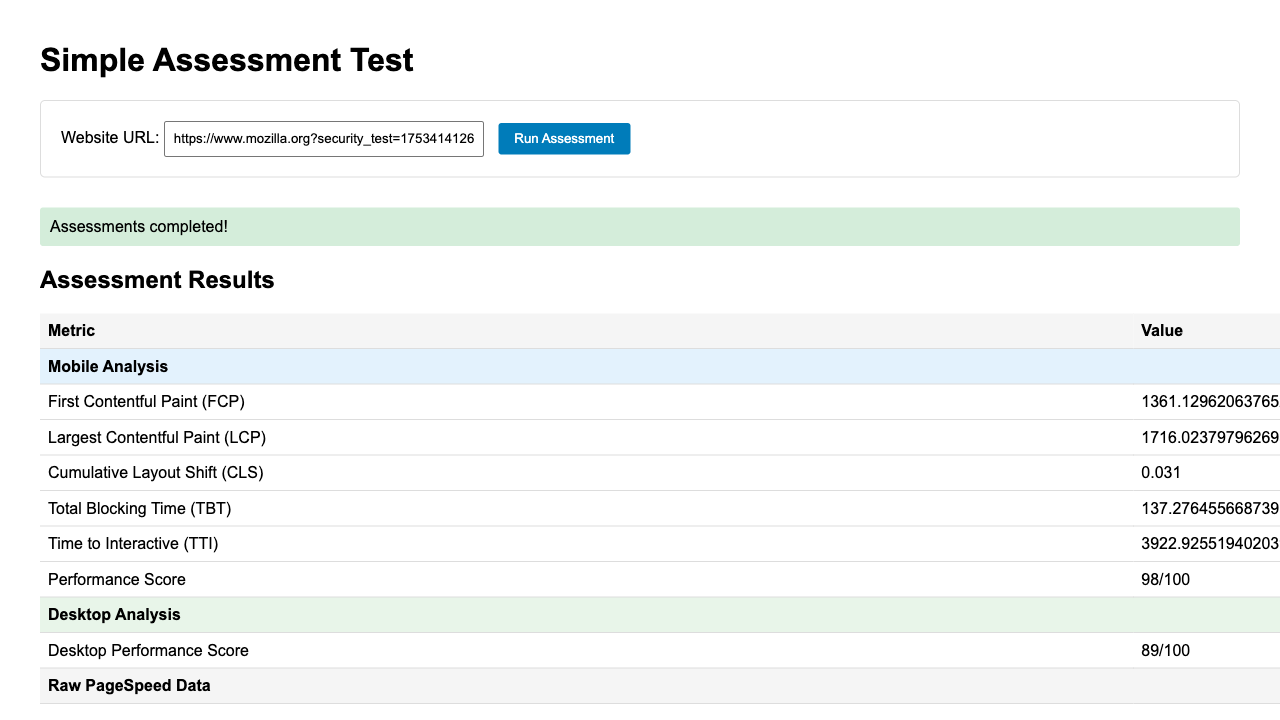 Simple Assessment Test
Website URL: https://www.mozilla.org?security_test=1753414126 Run Assessment
Assessments completed!
Assessment Results
Metric Value
Mobile Analysis
First Contentful Paint (FCP) 1361.12962063765
Largest Contentful Paint (LCP) 1716.02379796269
Cumulative Layout Shift (CLS) 0.031
Total Blocking Time (TBT) 137.276455668739
Time to Interactive (TTI) 3922.92551940203
Performance Score 98/100
Desktop Analysis
Desktop Performance Score 89/100
Raw PageSpeed Data